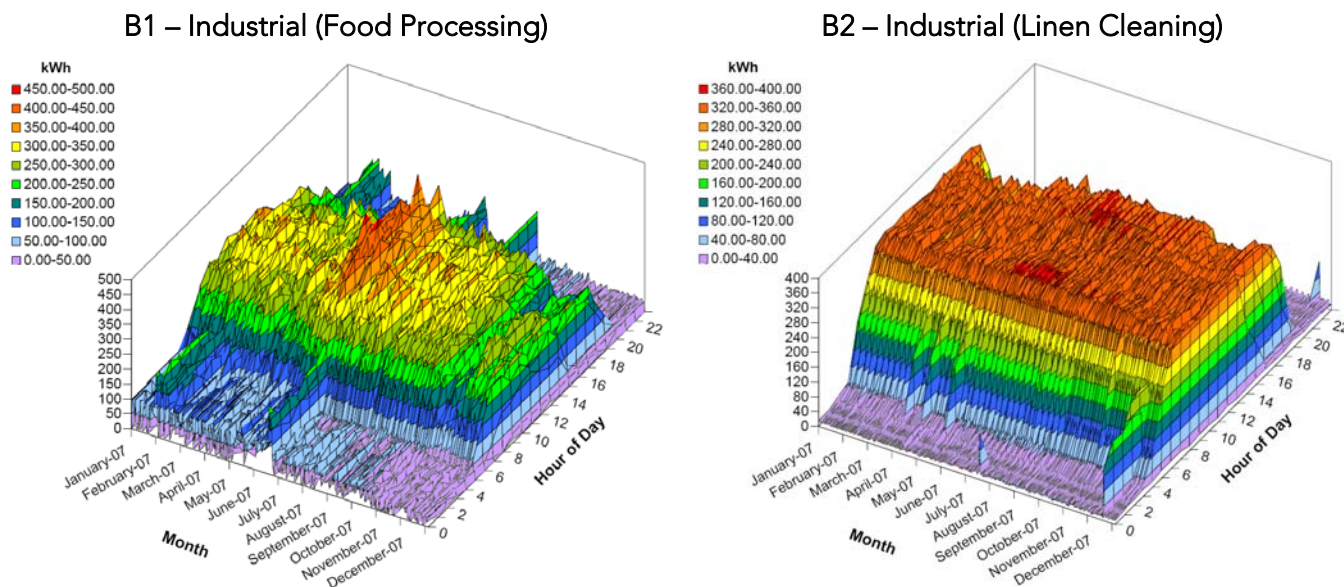 B1 – Industrial (Food Processing)
kWh
450.00-500.00
400.00-450.00
350.00-400.00
300.00-350.00
250.00-300.00
200.00-250.00
150.00-200.00
100.00-150.00
50.00-100.00
0.00-50.00
500
450
400
350
300
250
200
150
100
50
0
January-07
February-07
March-07
April-07
May-07
June-07
July-07
August-07
September-07
October-07
November-07
December-07
Month
0
2
4
6
8
10
12
14
16
18
20
22
Hour of Day
B2 – Industrial (Linen Cleaning)
kWh
360.00-400.00
320.00-360.00
280.00-320.00
240.00-280.00
200.00-240.00
160.00-200.00
120.00-160.00
80.00-120.00
40.00-80.00
0.00-40.00
400
360
320
280
240
200
160
120
80
40
0
January-07
February-07
March-07
April-07
May-07
June-07
July-07
August-07
September-07
October-07
November-07
December-07
Month
0
2
4
6
8
10
12
14
16
18
20
22
Hour of Day